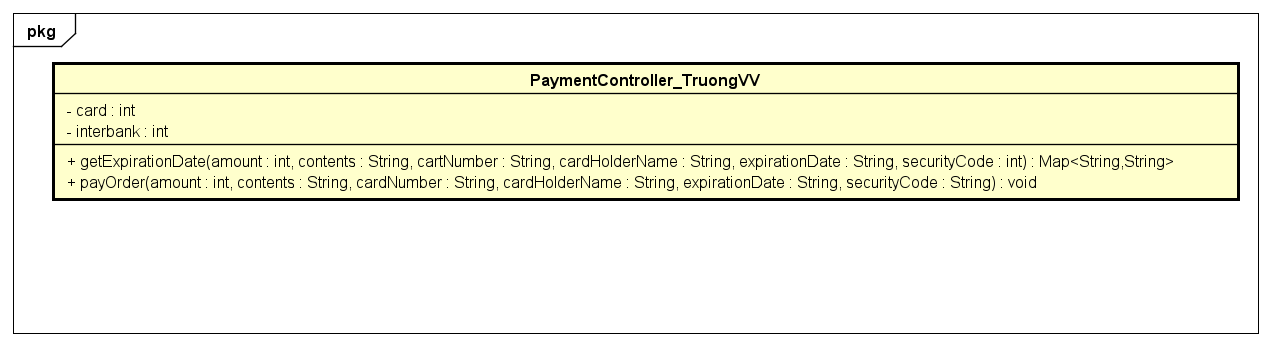 pkg
PaymentController_TruongVV
- card : int
- interbank : int
+ getExpirationDate(amount : int, contents : String, cartNumber : String, cardHolderName : String, expirationDate : String, securityCode : int) : Map<String,String>
+ payOrder(amount : int, contents : String, cardNumber : String, cardHolderName : String, expirationDate : String, securityCode : String) : void